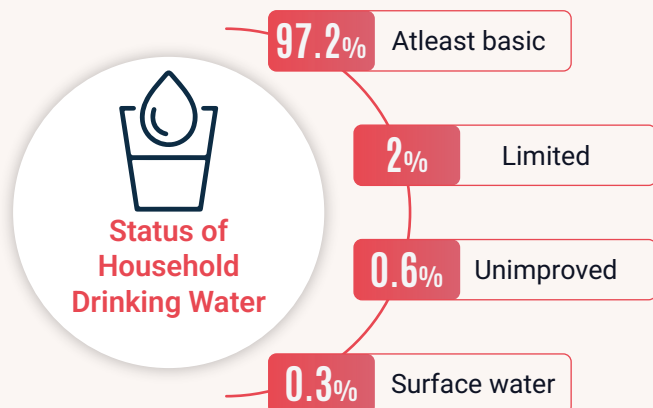 97.2% Atleast basic
2% Limited
Status of
Household
Drinking Water
0.6% Unimproved
0.3% Surface water